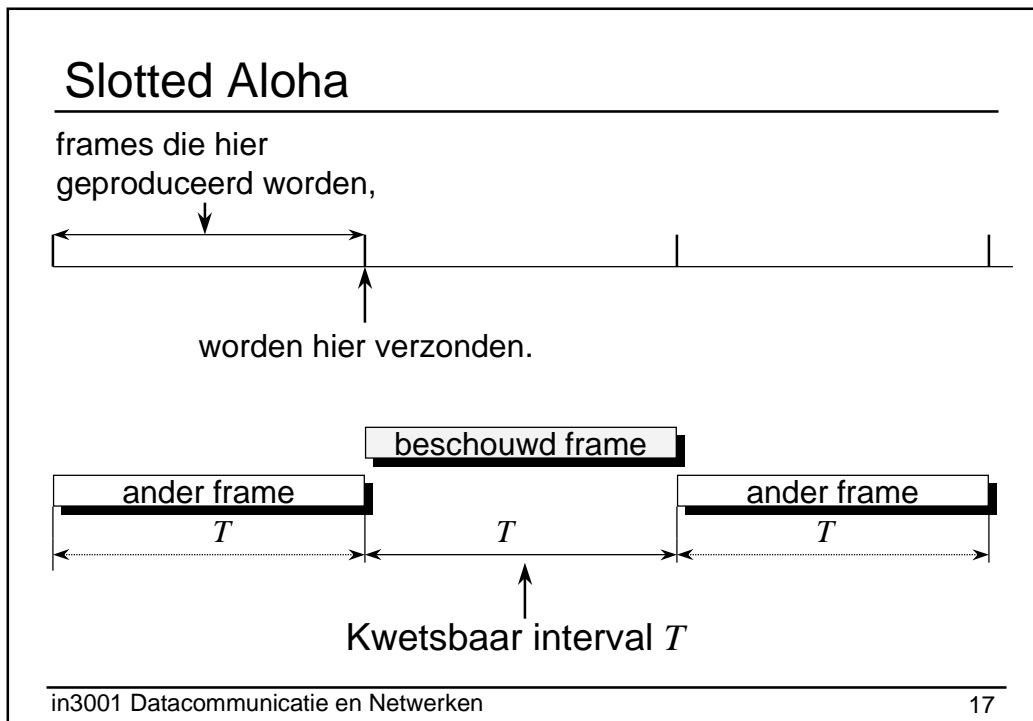 Slotted Aloha
frames die hier
geproduceerd worden,
worden hier verzonden.
beschouwd frame
ander frame
ander frame
T
T
T
Kwetsbaar interval T
in3001 Datacommunicatie en Netwerken
17